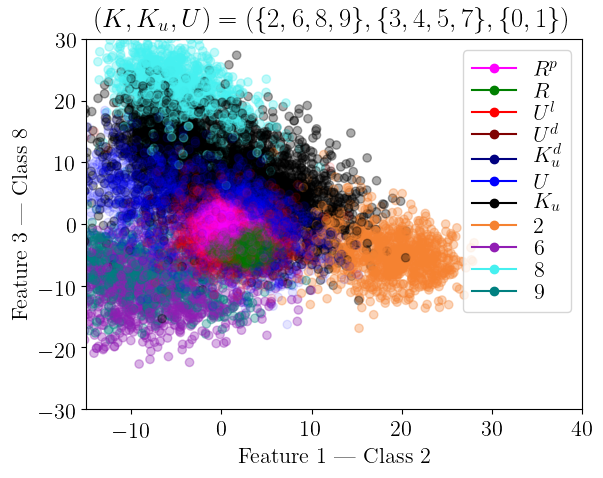 (K, K_u, U) = ({2, 6, 8, 9}, {3, 4, 5, 7}, {0, 1})
Feature 3 — Class 8
30
20
10
0
−10
−20
−30
−10
0
10
20
30
40
Feature 1 — Class 2
R^p
R
U^l
U^d
K_u^d
U
K_u
2
6
8
9